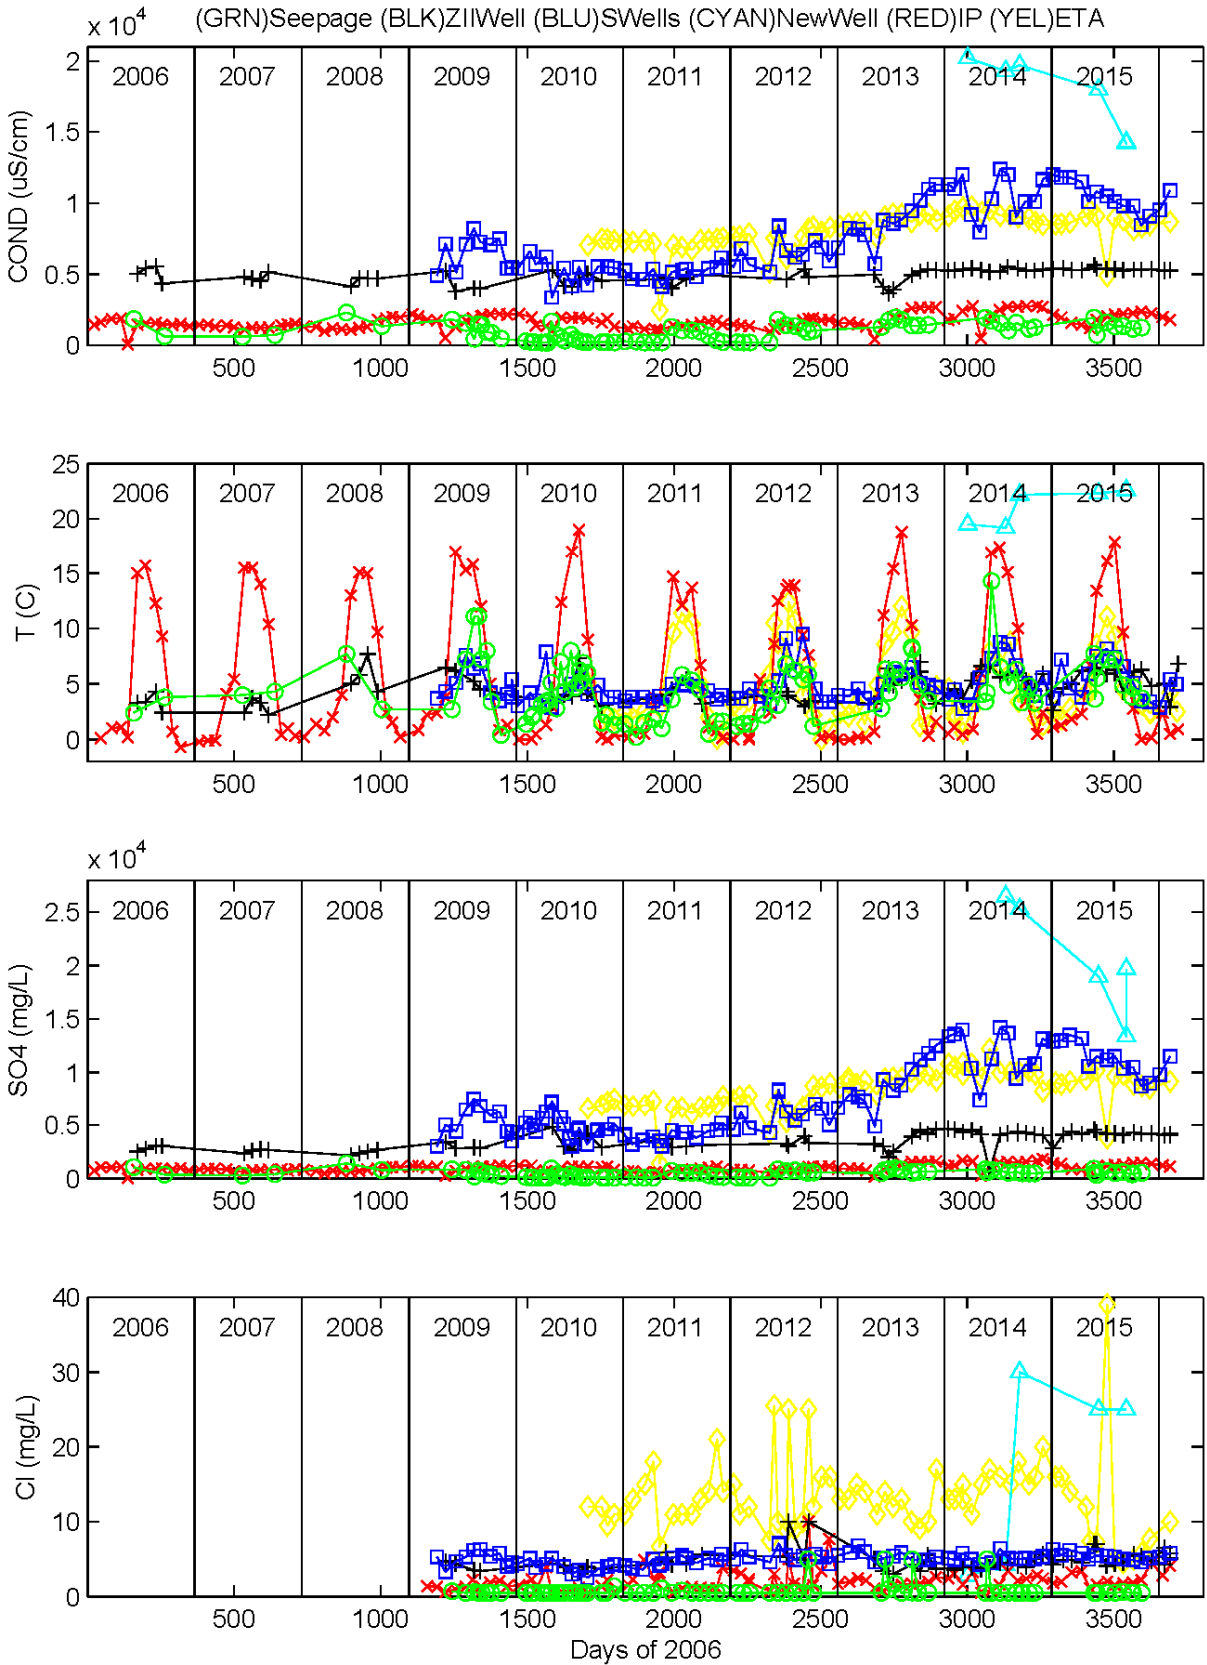 (GRN)Seepage (BLK)ZIIWell (BLU)SWells (CYAN)NewWell (RED)IP (YEL)ETA
x 10^4
2006 2007 2008 2009 2010 2011 2012 2013 2014 2015
2
1.5
1
0.5
0
COND (uS/cm)
500 1000 1500 2000 2500 3000 3500
25
20
15
10
5
0
T (C)
2006 2007 2008 2009 2010 2011 2012 2013 2014 2015
500 1000 1500 2000 2500 3000 3500
x 10^4
2.5
2
1.5
1
0.5
0
SO4 (mg/L)
2006 2007 2008 2009 2010 2011 2012 2013 2014 2015
500 1000 1500 2000 2500 3000 3500
40
30
20
10
0
Cl (mg/L)
2006 2007 2008 2009 2010 2011 2012 2013 2014 2015
500 1000 1500 2000 2500 3000 3500
Days of 2006